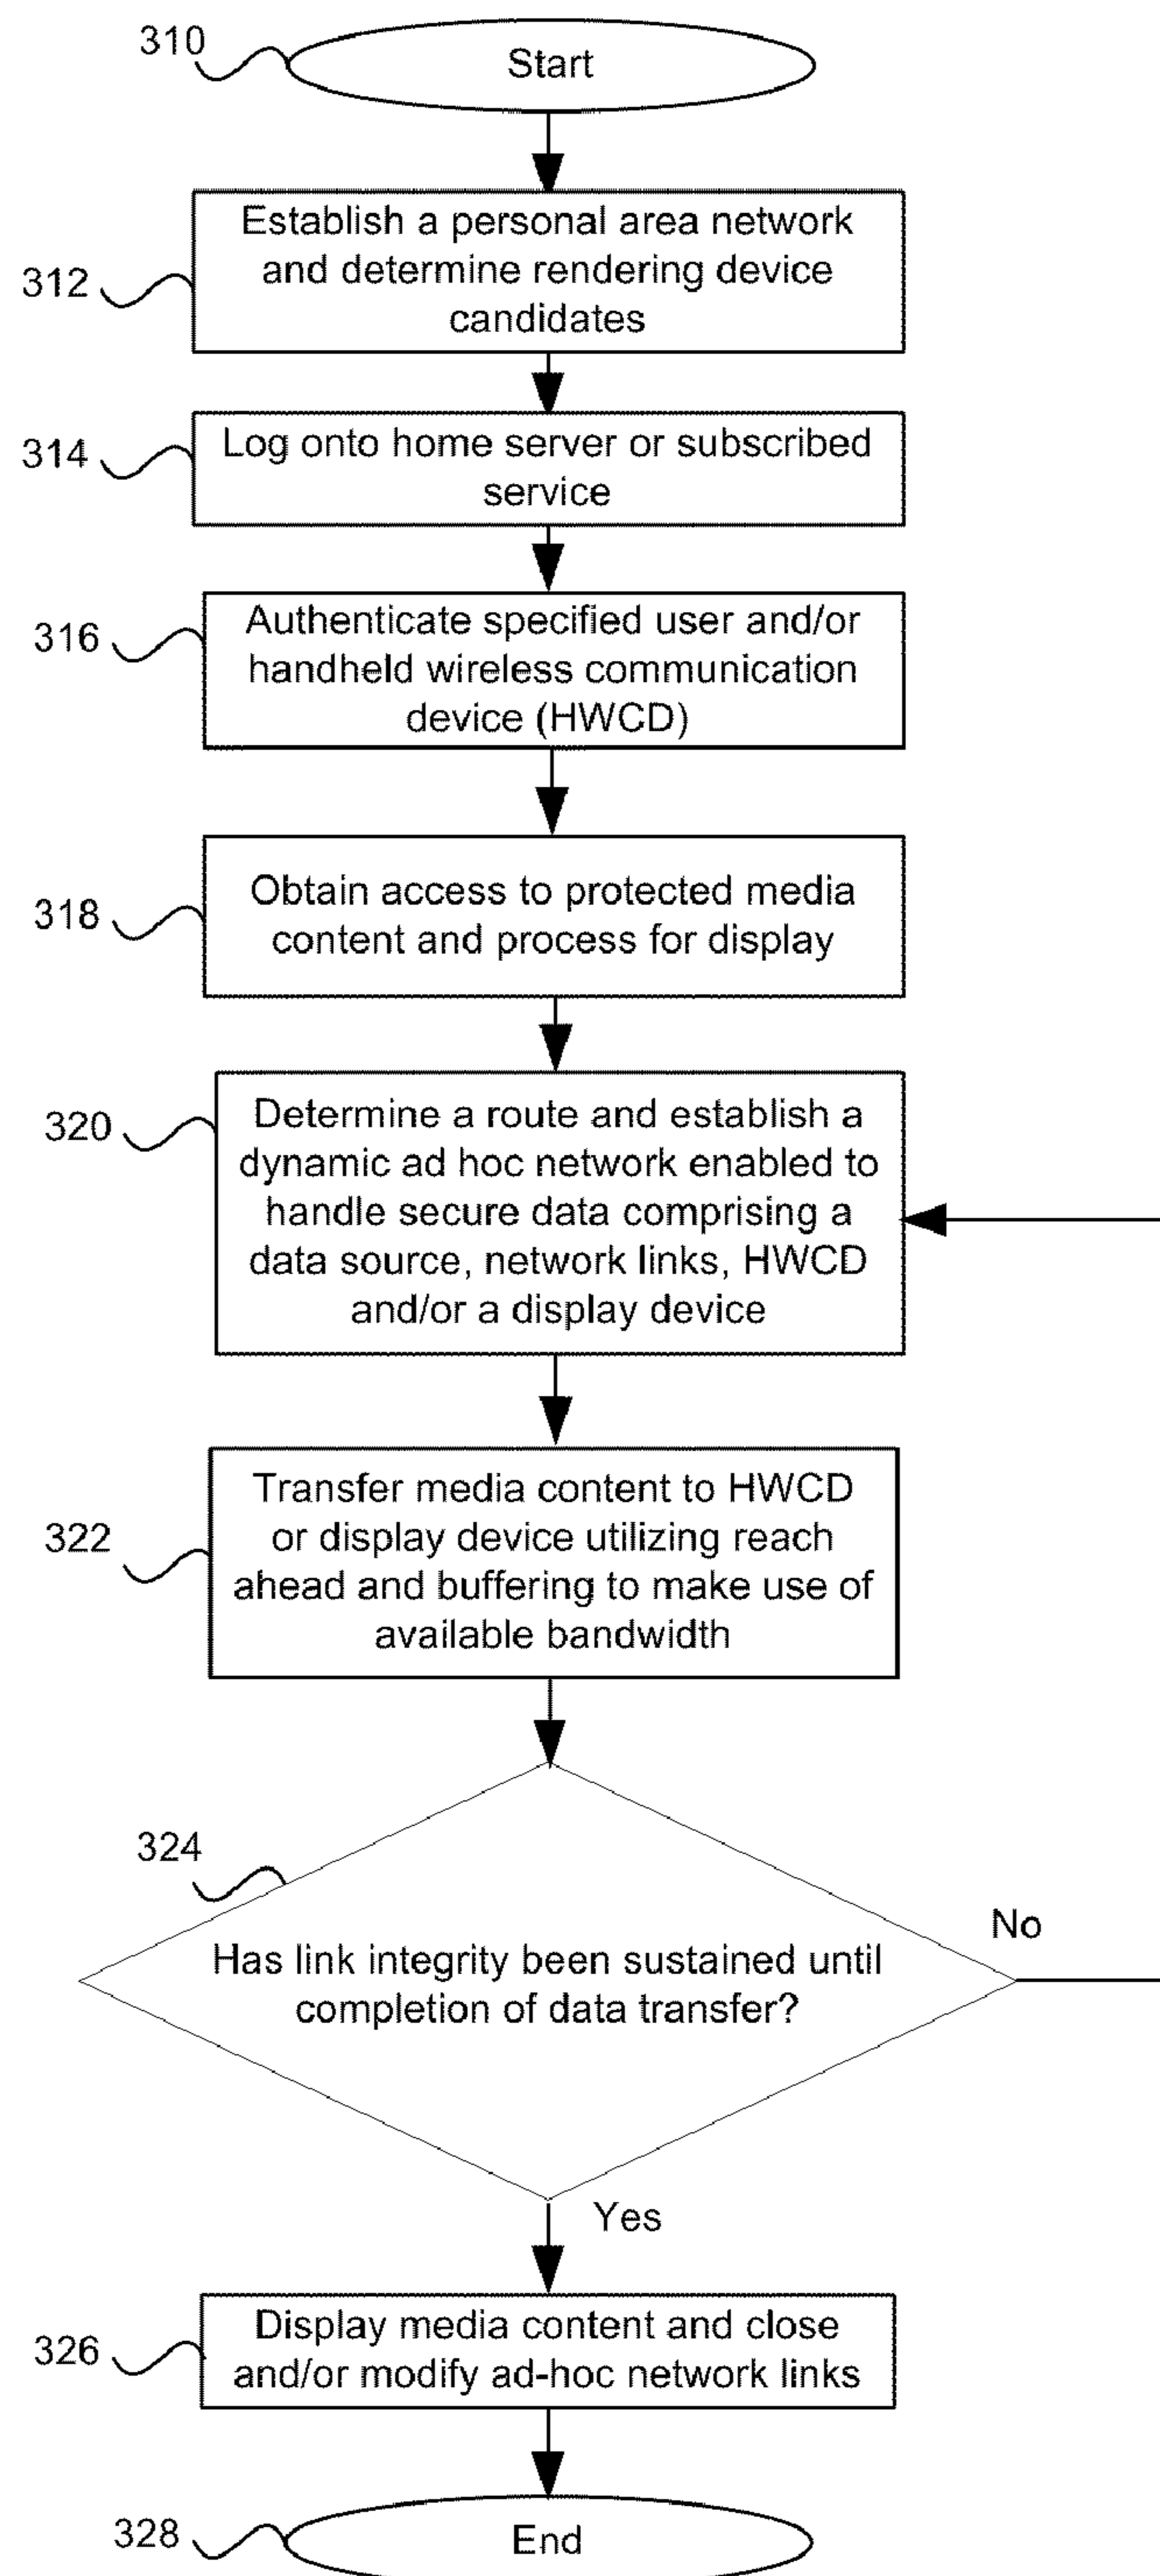 310
Start
312
Establish a personal area network
and determine rendering device
candidates
314
Log onto home server or subscribed
service
316
Authenticate specified user and/or
handheld wireless communication
device (HWCD)
318
Obtain access to protected media
content and process for display
320
Determine a route and establish a
dynamic ad hoc network enabled to
handle secure data comprising a
data source, network links, HWCD
and/or a display device
322
Transfer media content to HWCD
or display device utilizing reach
ahead and buffering to make use of
available bandwidth
324
Has link integrity been sustained until
completion of data transfer?
No
Yes
326
Display media content and close
and/or modify ad-hoc network links
328
End